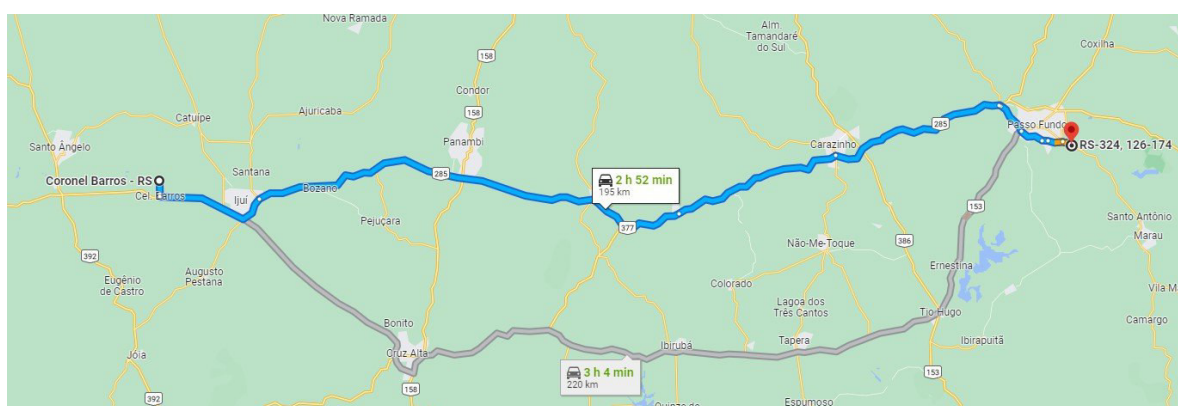 Nova Ramada
158
Alm.
Tamandaré
do Sul
Coxilha
Condor
Catuípe
Ajuricaba
158
285
Passo Fundo
Santo Ângelo
Panambi
Carazinho
RS-324, 126-174
Santana
285
Coronel Barros - RS
2 h 52 min
195 km
Bozano
Cel. Barros
Ijuí
153
Pejuçara
377
Santo Antônio
Não-Me-Toque
386
Marau
392
Augusto
Pestana
Ernestina
Eugênio
de Castro
Colorado
Vila Ma
Lagoa dos
Três Cantos
Tio Hugo
Bonito
Camargo
Ibirubá
Tapera
Ibirapuitã
Jóia
Cruz Alta
3 h 4 min
220 km
153
158
392
Espumoso